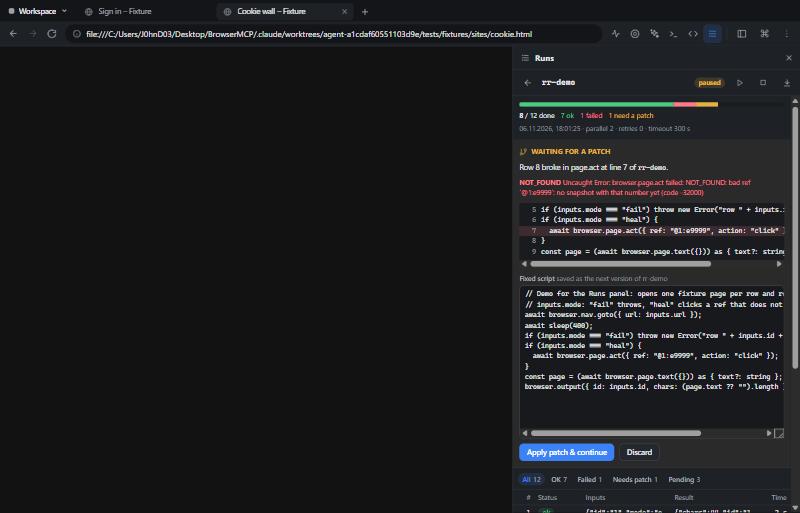 Workspace
Sign in – Fixture
Cookie wall – Fixture
file:///C:/Users/J0hnD03/Desktop/BrowserMCP/.claude/worktrees/agent-a1cdaf60551103d9e/tests/fixtures/sites/cookie.html
Runs
rr-demo
paused
8 / 12 done 7 ok 1 failed 1 need a patch
06.11.2026, 18:01:25 · parallel 2 · retries 0 · timeout 300 s
WAITING FOR A PATCH
Row 8 broke in page.act at line 7 of rr-demo.
NOT_FOUND Uncaught Error: browser.page.act failed: NOT_FOUND: bad ref
'@1:e9999': no snapshot with that number yet (code -32000)
5 if (inputs.mode === "fail") throw new Error("row " + inputs.
6 if (inputs.mode === "heal") {
7 await browser.page.act({ ref: "@1:e9999", action: "click"
8 }
9 const page = (await browser.page.text({})) as { text?: string
Fixed script saved as the next version of rr-demo
// Demo for the Runs panel: opens one fixture page per row and
// inputs.mode: "fail" throws, "heal" clicks a ref that does not
await browser.nav.goto({ url: inputs.url });
await sleep(400);
if (inputs.mode === "fail") throw new Error("row " + inputs.id +
if (inputs.mode === "heal") {
await browser.page.act({ ref: "@1:e9999", action: "click" });
}
const page = (await browser.page.text({})) as { text?: string };
browser.output({ id: inputs.id, chars: (page.text ?? "").length
Apply patch & continue
Discard
All 12 OK 7 Failed 1 Needs patch 1 Pending 3
# Status Inputs Result Time